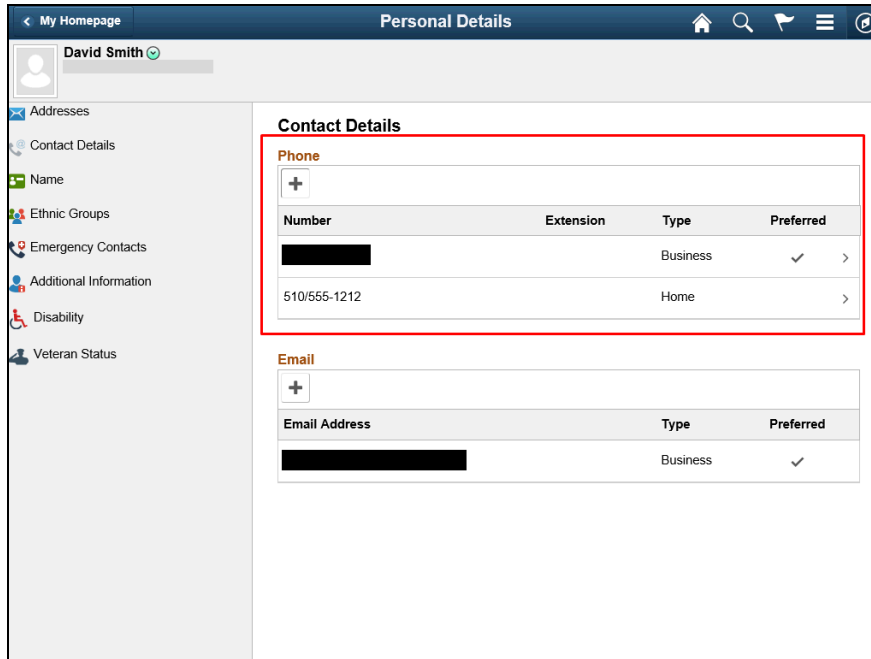 My Homepage Personal Details
David Smith
Addresses
Contact Details
Name
Ethnic Groups
Emergency Contacts
Additional Information
Disability
Veteran Status
Contact Details
Phone
Number Extension Type Preferred
Business
510/555-1212 Home
Email
Email Address Type Preferred
Business